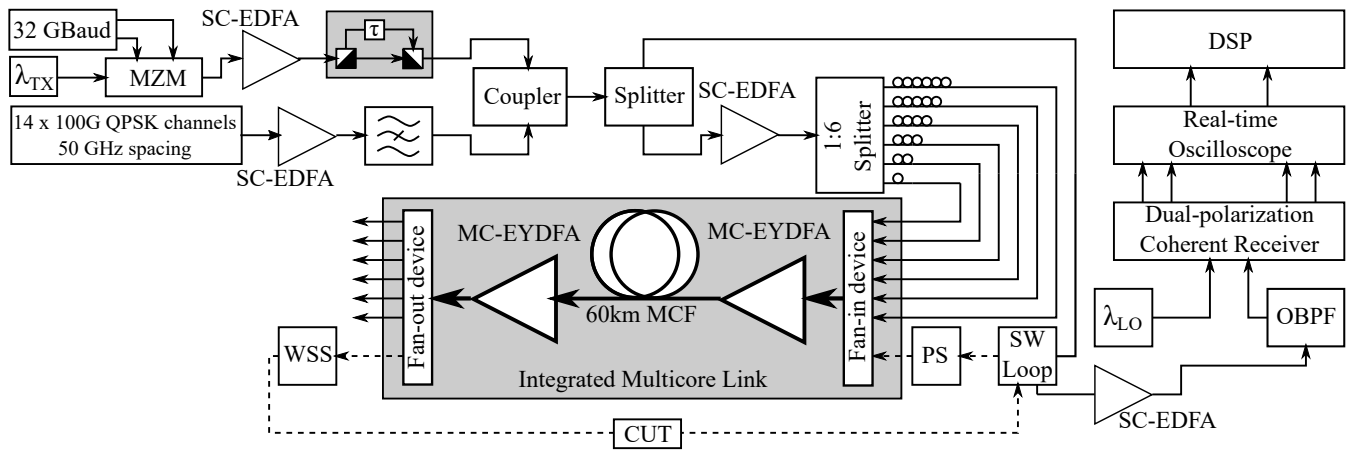 32 GBaud
SC-EDFA
τ
λTX
MZM
14 x 100G QPSK channels
50 GHz spacing
SC-EDFA
Coupler
Splitter
SC-EDFA
1:6
Splitter
DSP
Real-time
Oscilloscope
Dual-polarization
Coherent Receiver
λLO
OBPF
SC-EDFA
MC-EYDFA
MC-EYDFA
Fan-out device
60km MCF
Fan-in device
Integrated Multicore Link
WSS
PS
SW
Loop
CUT